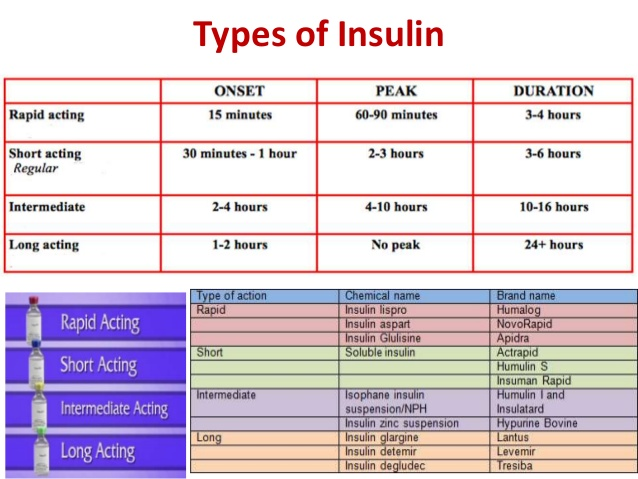 Types of Insulin
ONSET PEAK DURATION
Rapid acting 15 minutes 60-90 minutes 3-4 hours
Short acting 30 minutes - 1 hour 2-3 hours 3-6 hours
Regular
Intermediate 2-4 hours 4-10 hours 10-16 hours
Long acting 1-2 hours No peak 24+ hours
Rapid Acting
Short Acting
Intermediate Acting
Long Acting
Type of action Chemical name Brand name
Rapid Insulin lispro Humalog
Insulin aspart NovoRapid
Insulin Glulisine Apidra
Short Soluble insulin Actrapid
Humulin S
Insuman Rapid
Intermediate Isophane insulin Humulin I and
suspension/NPH Insulatard
Insulin zinc suspension Hypurine Bovine
Long Insulin glargine Lantus
Insulin detemir Levemir
Insulin degludec Tresiba